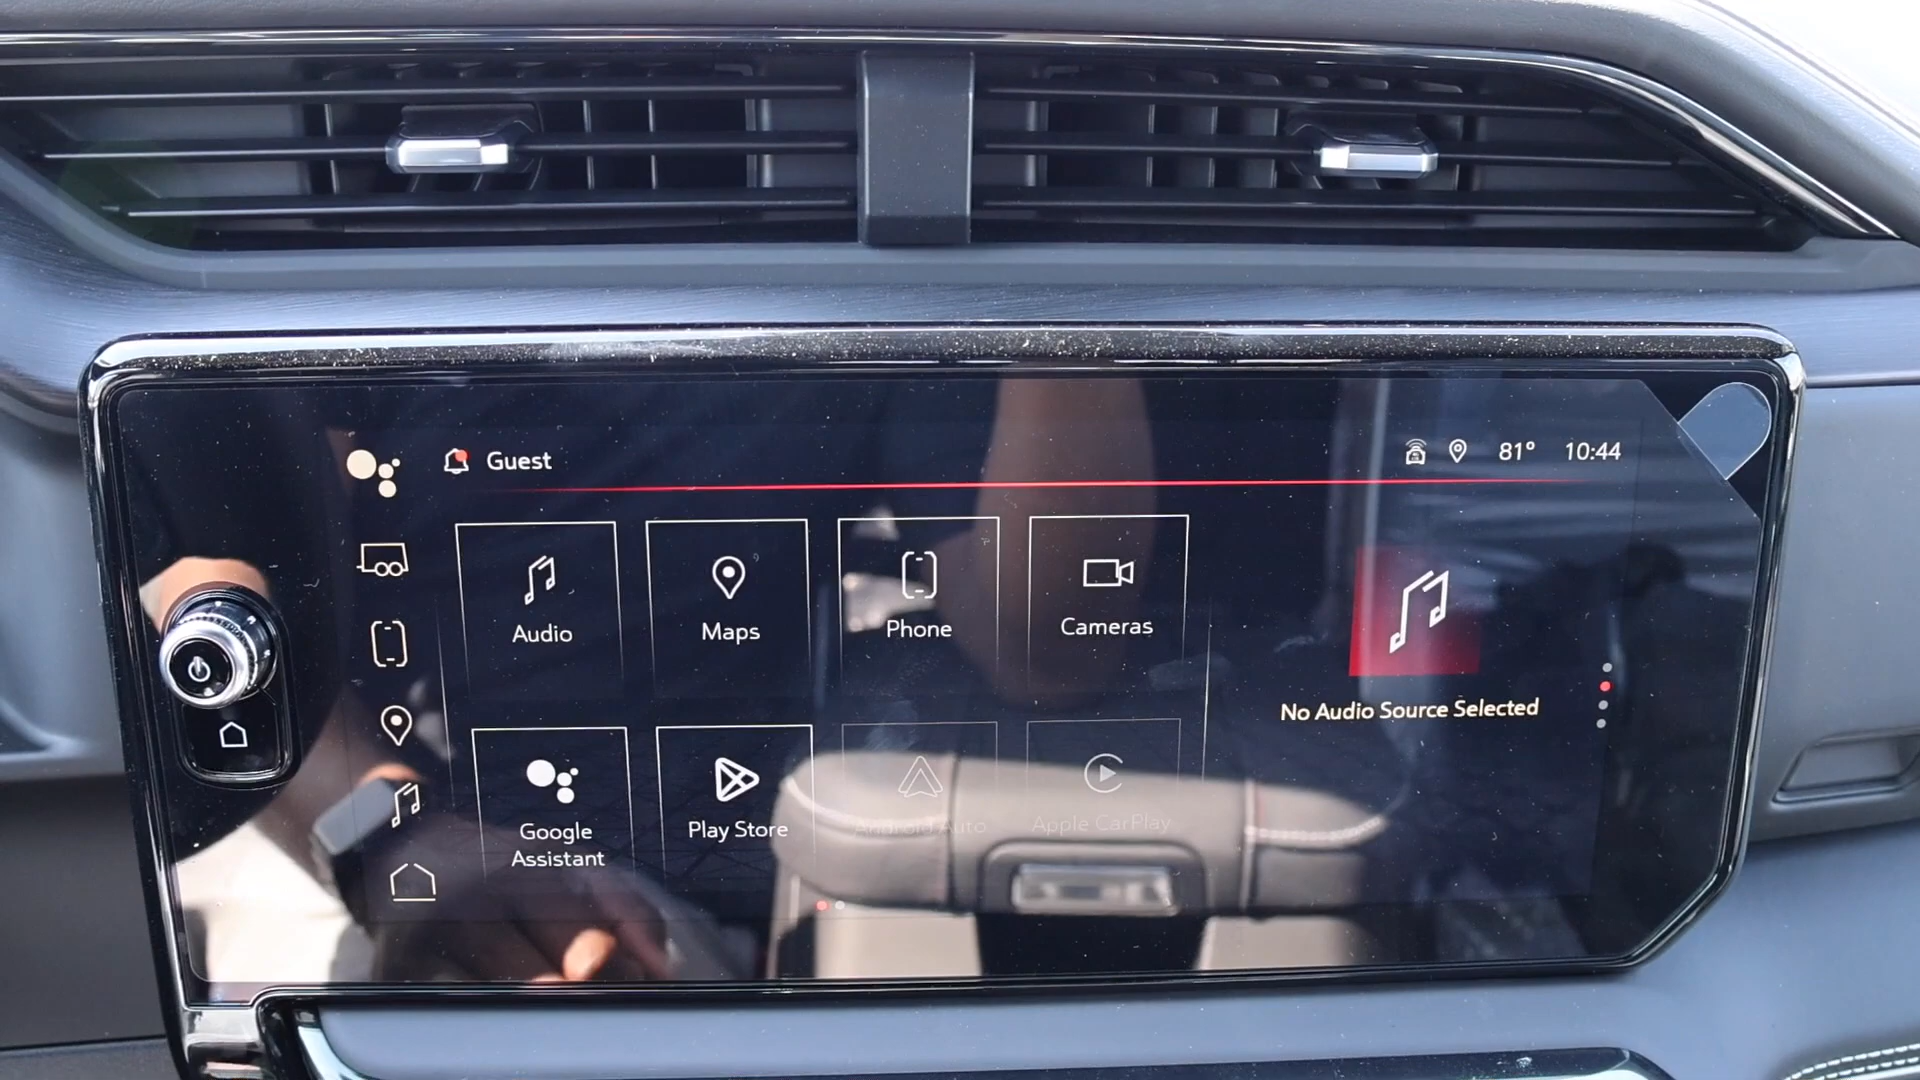 Guest
81° 10:44
Audio
Maps
Phone
Cameras
No Audio Source Selected
Google
Assistant
Play Store
Android Auto
Apple CarPlay